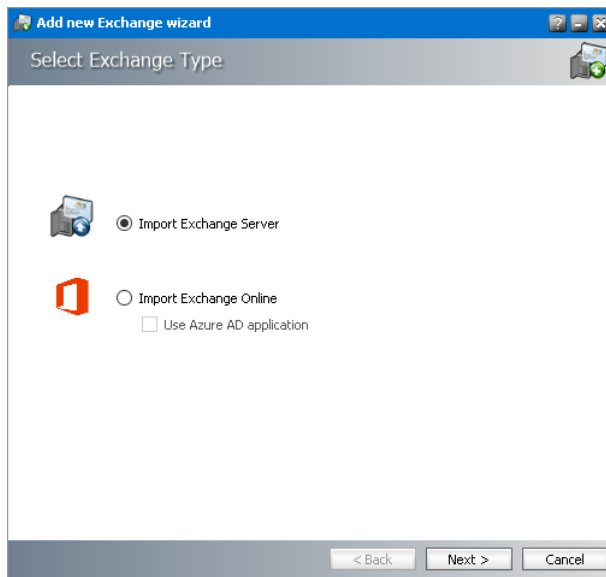 Add new Exchange wizard
Select Exchange Type
Import Exchange Server
Import Exchange Online
Use Azure AD application
< Back Next > Cancel